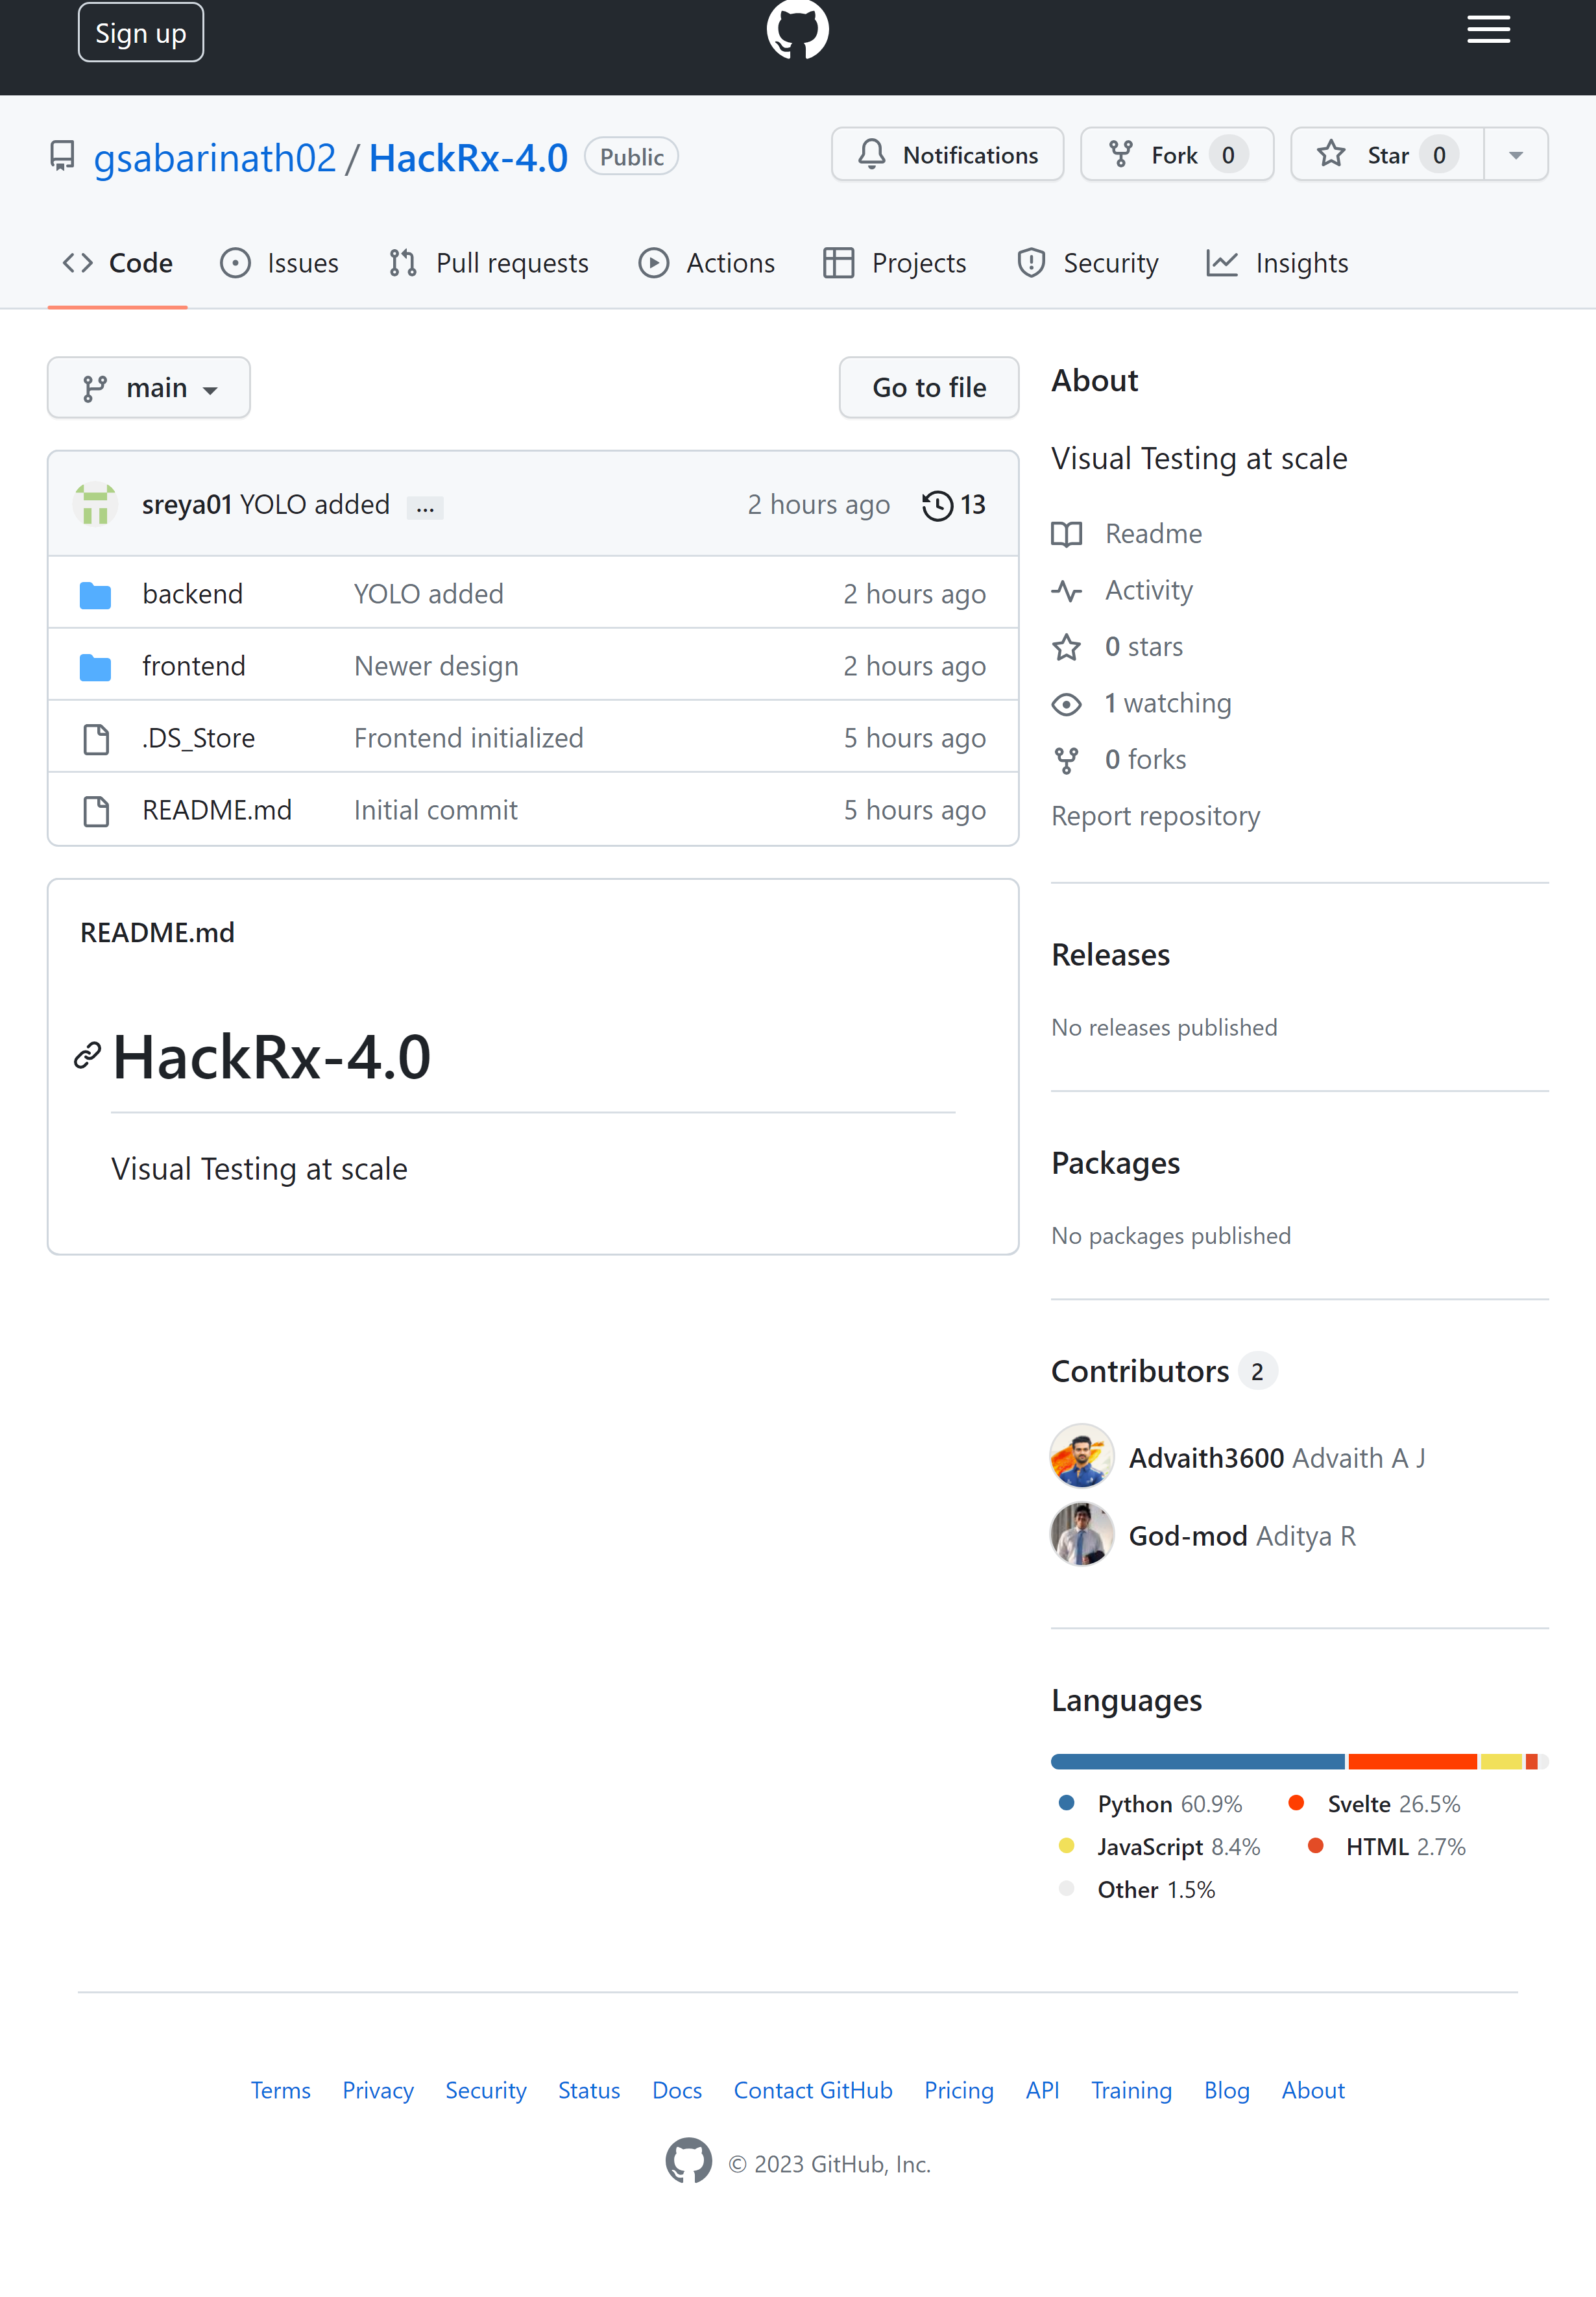 Sign up
gsabarinath02 / HackRx-4.0 Public
Notifications Fork 0 Star 0
Code Issues Pull requests Actions Projects Security Insights
main Go to file
sreya01 YOLO added ... 2 hours ago 13
backend YOLO added 2 hours ago
frontend Newer design 2 hours ago
.DS_Store Frontend initialized 5 hours ago
README.md Initial commit 5 hours ago
README.md
HackRx-4.0
Visual Testing at scale
About
Visual Testing at scale
Readme
Activity
0 stars
1 watching
0 forks
Report repository
Releases
No releases published
Packages
No packages published
Contributors 2
Advaith3600 Advaith A J
God-mod Aditya R
Languages
Python 60.9% Svelte 26.5%
JavaScript 8.4% HTML 2.7%
Other 1.5%
Terms Privacy Security Status Docs Contact GitHub Pricing API Training Blog About
© 2023 GitHub, Inc.